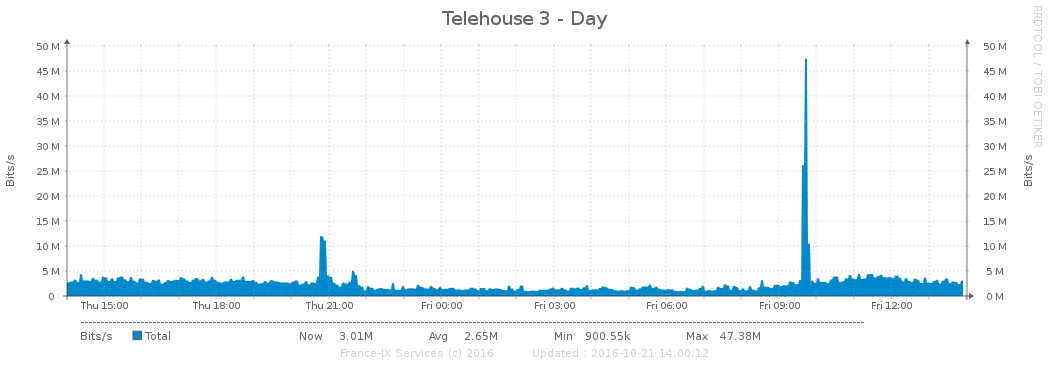 Telehouse 3 - Day
RRDTOOL / TOBI OETIKER
50 M 50 M
45 M 45 M
40 M 40 M
35 M 35 M
30 M 30 M
25 M 25 M
20 M 20 M
15 M 15 M
10 M 10 M
5 M 5 M
0 0 M
Bits/s
Bits/s
Thu 15:00 Thu 18:00 Thu 21:00 Fri 00:00 Fri 03:00 Fri 06:00 Fri 09:00 Fri 12:00
Bits/s Total Now 3.01M Avg 2.65M Min 900.55k Max 47.38M
France-IX Services (c) 2016 Updated : 2016-10-21 14:00:12